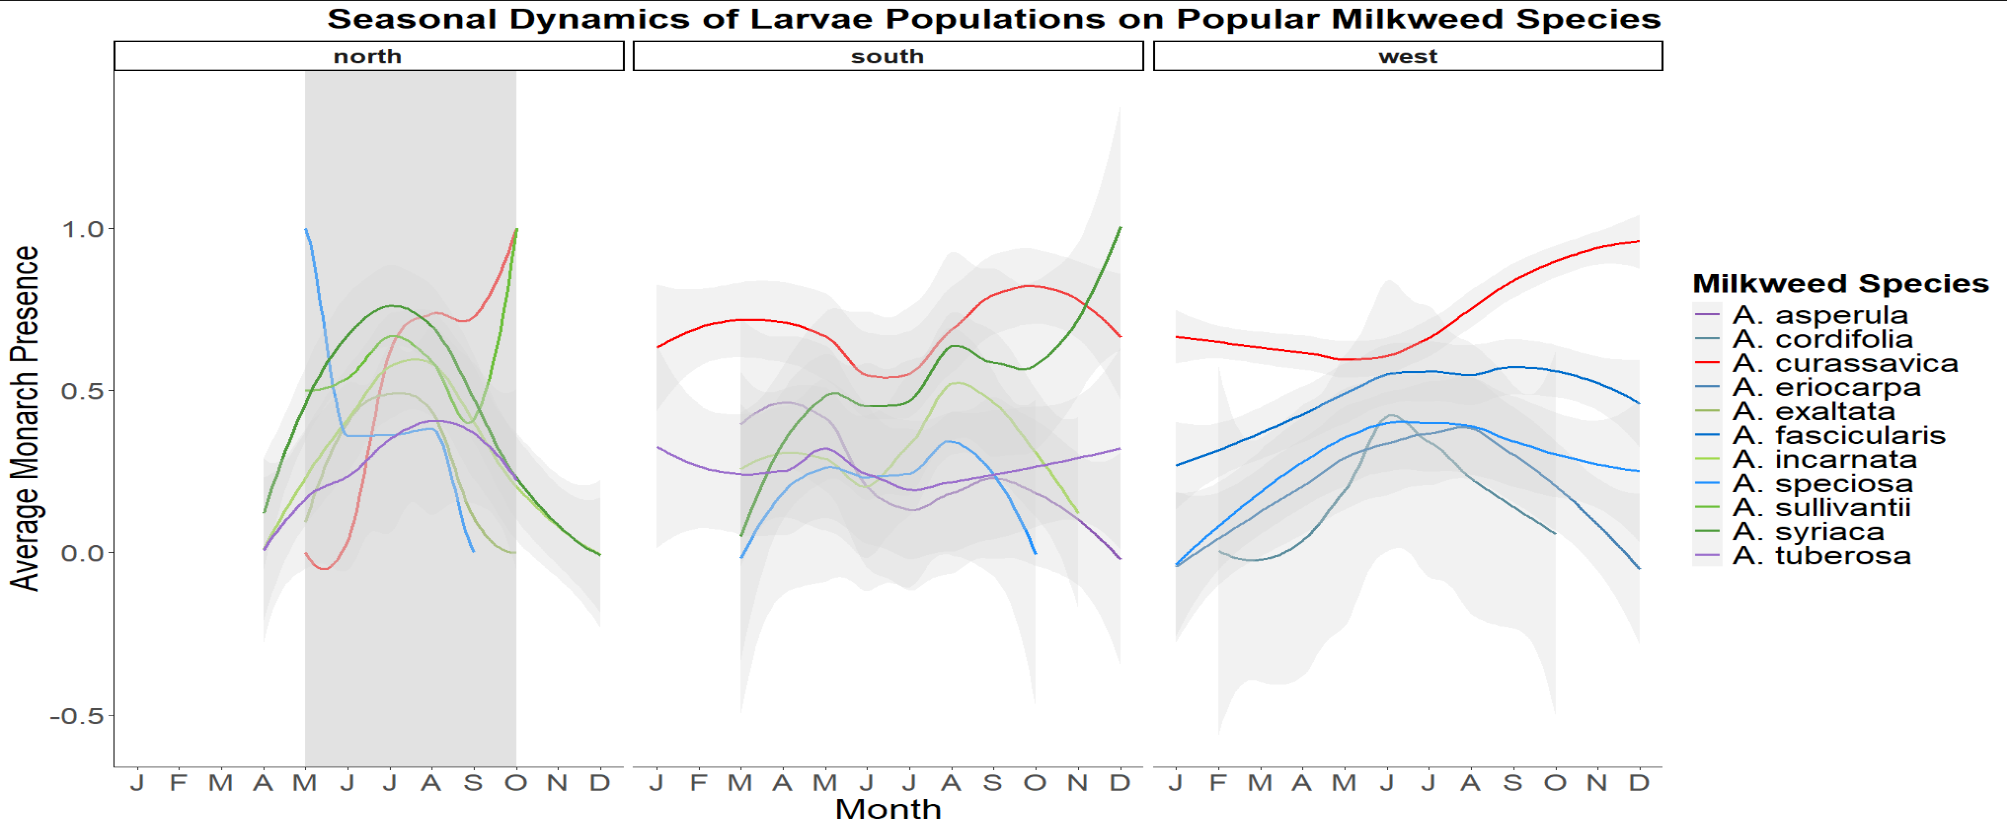 Seasonal Dynamics of Larvae Populations on Popular Milkweed Species
north south west
Average Monarch Presence
1.0
0.5
0.0
-0.5
J F M A M J J A S O N D J F M A M J J A S O N D J F M A M J J A S O N D
Month
Milkweed Species
A. asperula
A. cordifolia
A. curassavica
A. eriocarpa
A. exaltata
A. fascicularis
A. incarnata
A. speciosa
A. sullivantii
A. syriaca
A. tuberosa